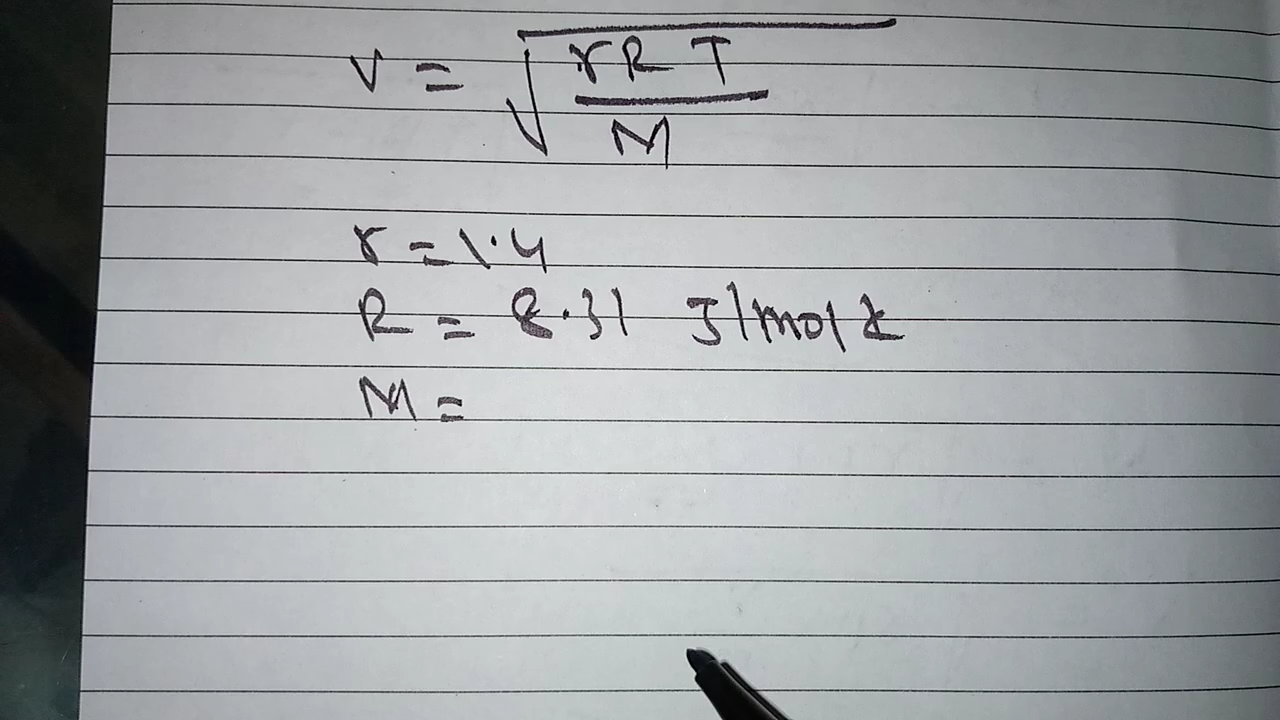 V = √γRT/M
γ = 1.4
R = 8.31 J/mol k
M =